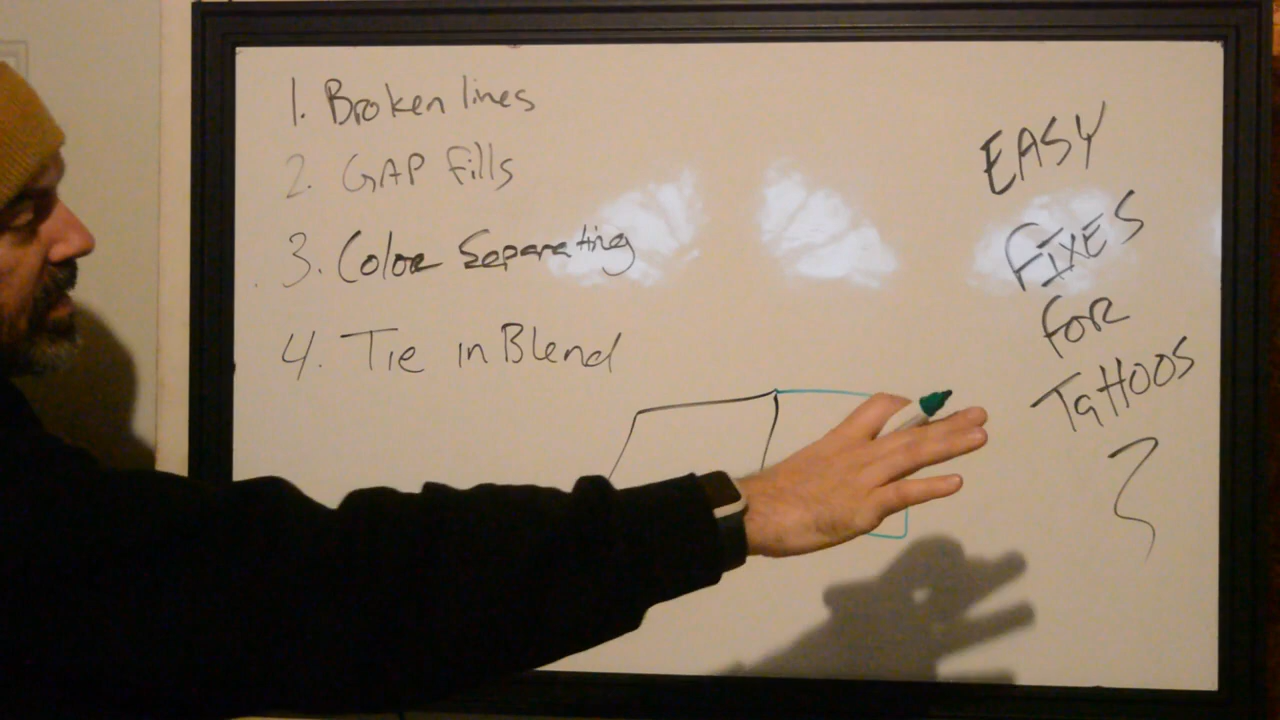 1. Broken lines
2. GAP fills
3. Color Separating
4. Tie in Blend
EASY
FIXES
FOR
TATTOOS
?